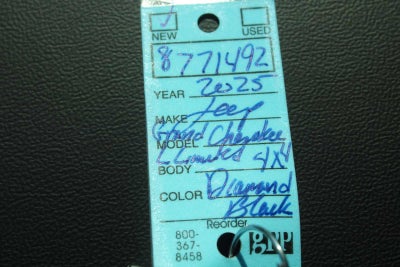 NEW USED
8771492
YEAR 2025
MAKE Jeep
Grand Cherokee
MODEL L Limited
BODY 4x4
COLOR Diamond
Black
Reorder
800-
367-
8458